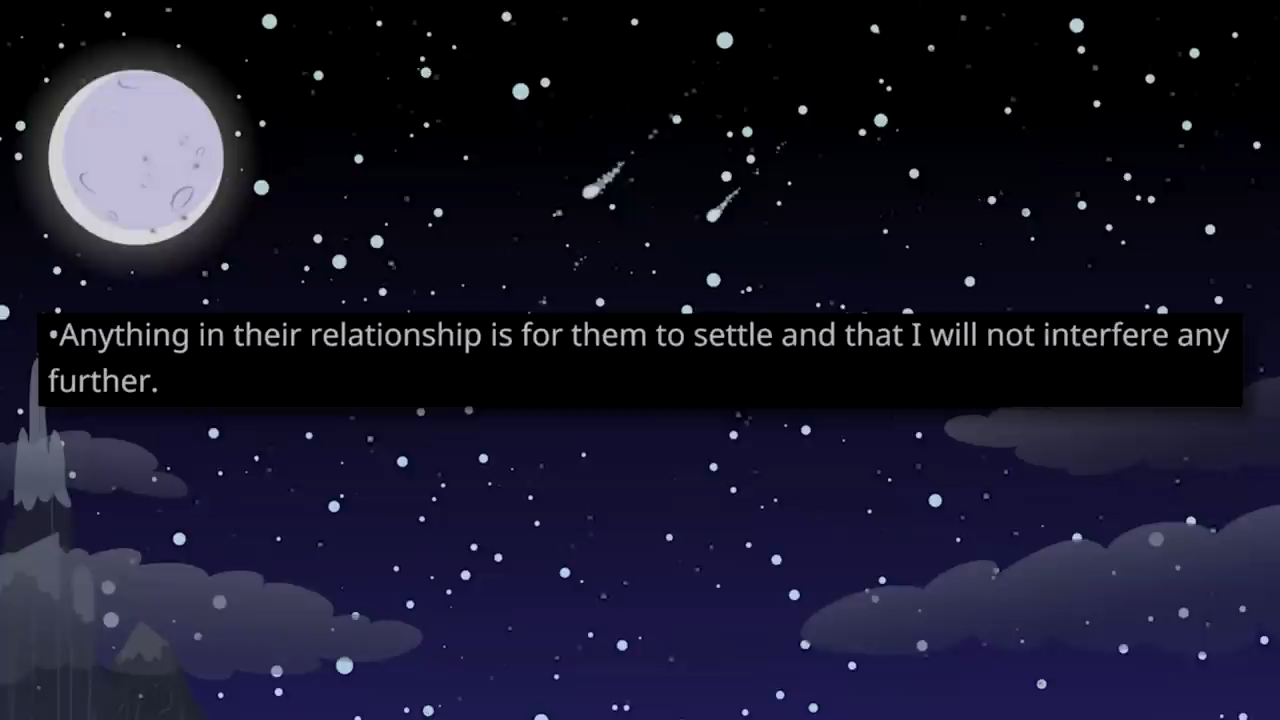 •Anything in their relationship is for them to settle and that I will not interfere any
further.